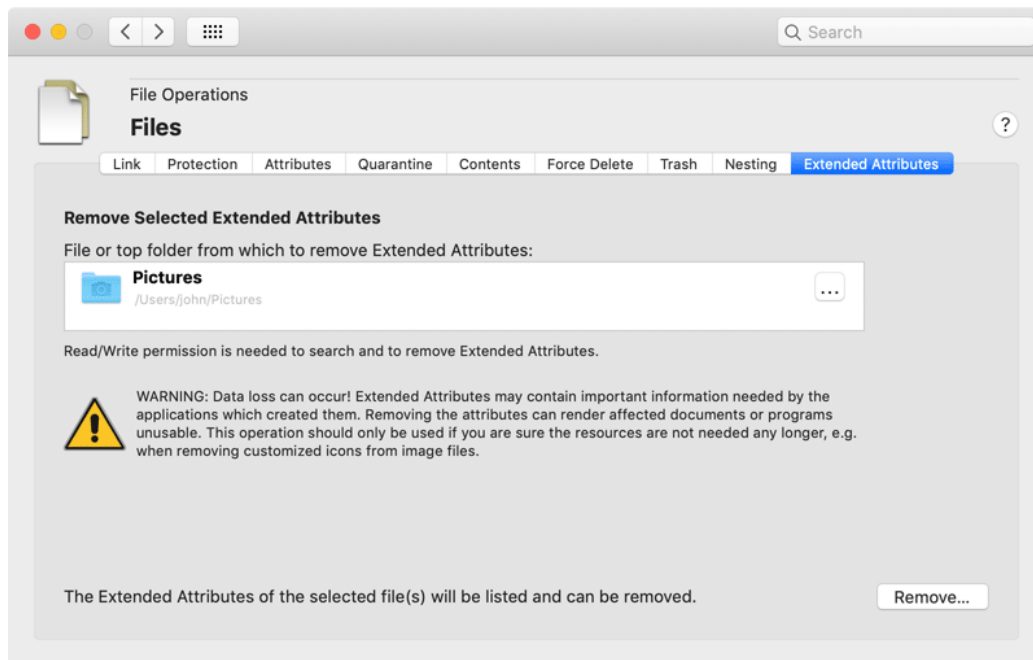 Search
File Operations
Files
?
Link Protection Attributes Quarantine Contents Force Delete Trash Nesting Extended Attributes
Remove Selected Extended Attributes
File or top folder from which to remove Extended Attributes:
Pictures
/Users/john/Pictures
...
Read/Write permission is needed to search and to remove Extended Attributes.
WARNING: Data loss can occur! Extended Attributes may contain important information needed by the
applications which created them. Removing the attributes can render affected documents or programs
unusable. This operation should only be used if you are sure the resources are not needed any longer, e.g.
when removing customized icons from image files.
The Extended Attributes of the selected file(s) will be listed and can be removed.
Remove...